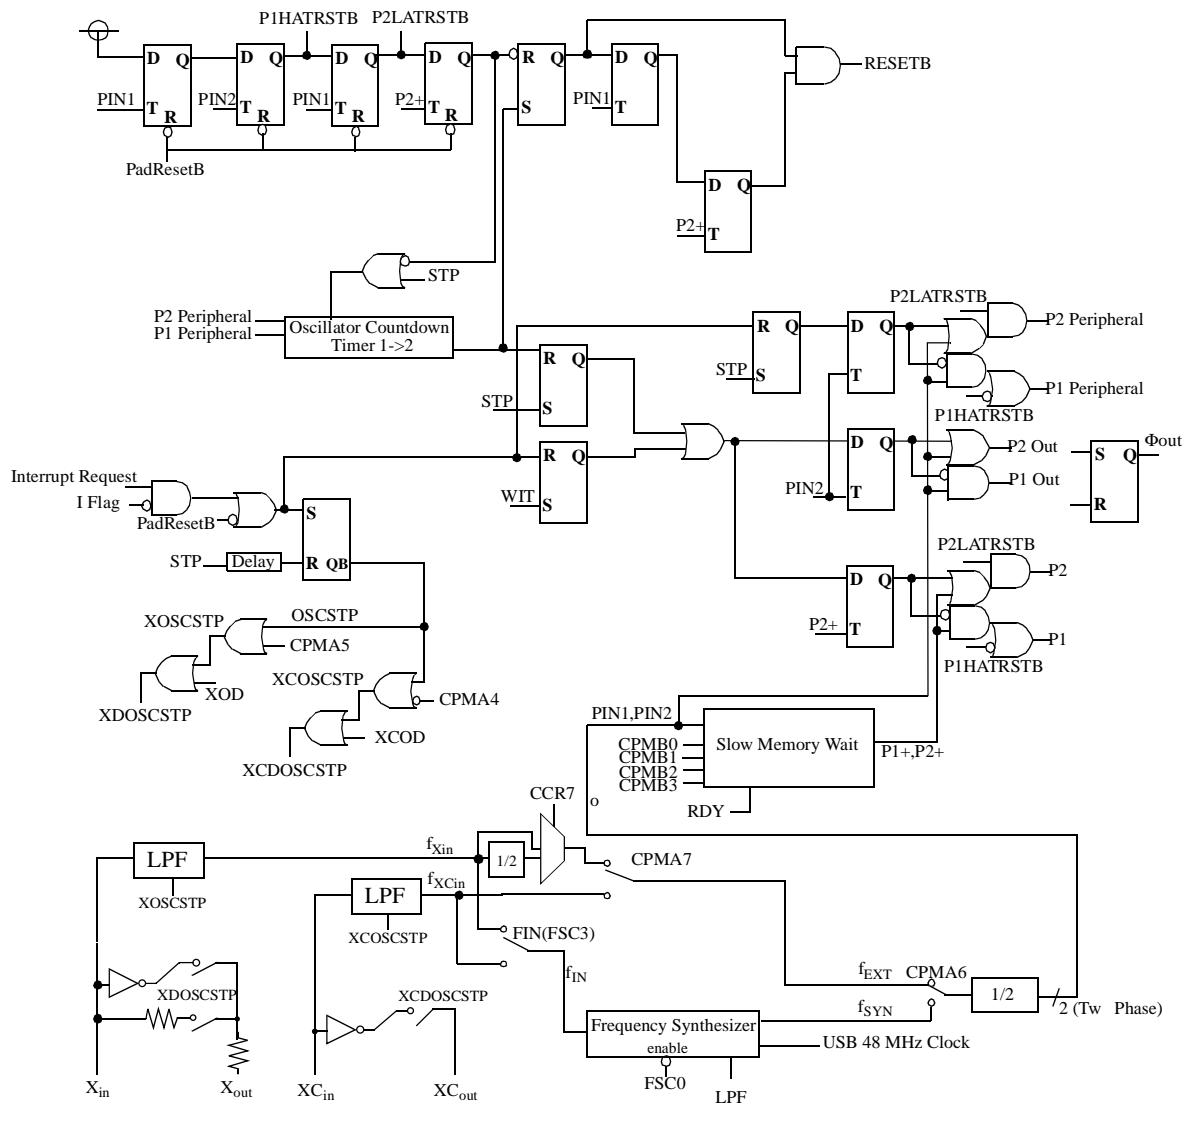 P1HATRSTB
P2LATRSTB
D Q
D Q
D Q
D Q
R Q
D Q
RESETB
PIN1
T
R
PIN2
T
R
PIN1
T
R
P2+
T
R
S
PIN1
T
PadResetB
D Q
P2+
T
STP
P2 Peripheral
P1 Peripheral
Oscillator Countdown
Timer 1->2
P2LATRSTB
P2 Peripheral
R Q
D Q
STP
S
T
P1 Peripheral
P1HATRSTB
R Q
STP
S
R Q
WIT
S
D Q
PIN2
T
P2 Out
P1 Out
Φout
S Q
R
Interrupt Request
I Flag
PadResetB
S
STP
Delay
R QB
P2LATRSTB
P2
D Q
P2+
T
P1
P1HATRSTB
XOSCSTP
OSCSTP
CPMA5
XOD
XDOSCSTP
XCOSCSTP
CPMA4
XCOD
XCDOSCSTP
PIN1,PIN2
CPMB0
CPMB1
CPMB2
CPMB3
Slow Memory Wait
P1+,P2+
RDY
o
CCR7
LPF
XOSCSTP
fXin
1/2
CPMA7
LPF
XCOSCSTP
fXCin
FIN(FSC3)
fIN
fEXT
CPMA6
1/2
2 (Tw Phase)
fSYN
XDOSCSTP
XCDOSCSTP
Frequency Synthesizer
enable
USB 48 MHz Clock
FSC0
LPF
Xin
Xout
XCin
XCout